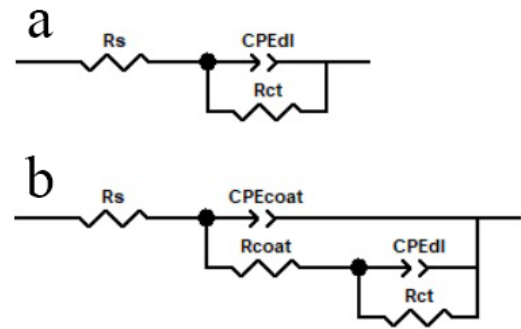 a
Rs CPEdl
Rct
b
Rs CPEcoat
Rcoat CPEdl
Rct